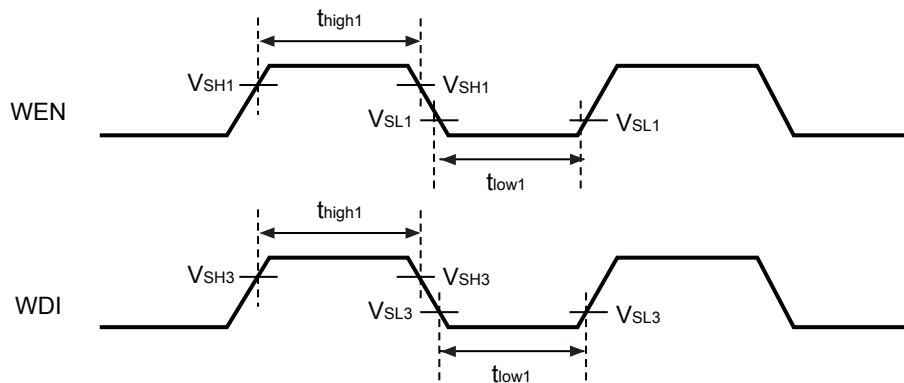 thigh1
VSH1 VSH1
WEN
VSL1 VSL1
tlow1
thigh1
VSH3 VSH3
WDI
VSL3 VSL3
tlow1